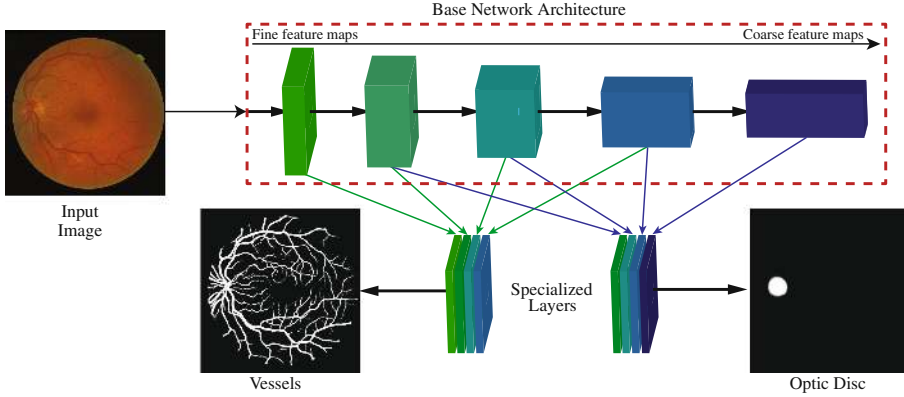 Base Network Architecture
Fine feature maps
Coarse feature maps
Input
Image
Specialized
Layers
Vessels
Optic Disc